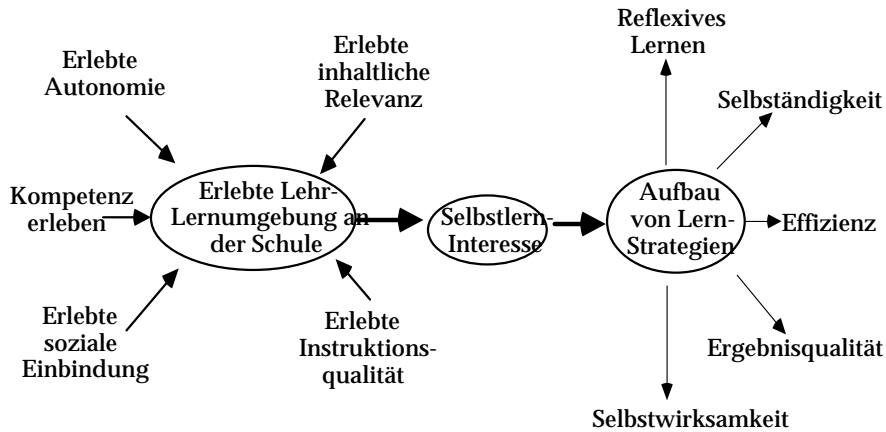 Erlebte
Autonomie
Erlebte
inhaltliche
Relevanz
Kompetenz
erleben
Erlebte Lehr-
Lernumgebung an
der Schule
Erlebte
soziale
Einbindung
Erlebte
Instruktions-
qualität
Selbstlern-
Interesse
Aufbau
von Lern-
Strategien
Reflexives
Lernen
Selbständigkeit
Effizienz
Ergebnisqualität
Selbstwirksamkeit